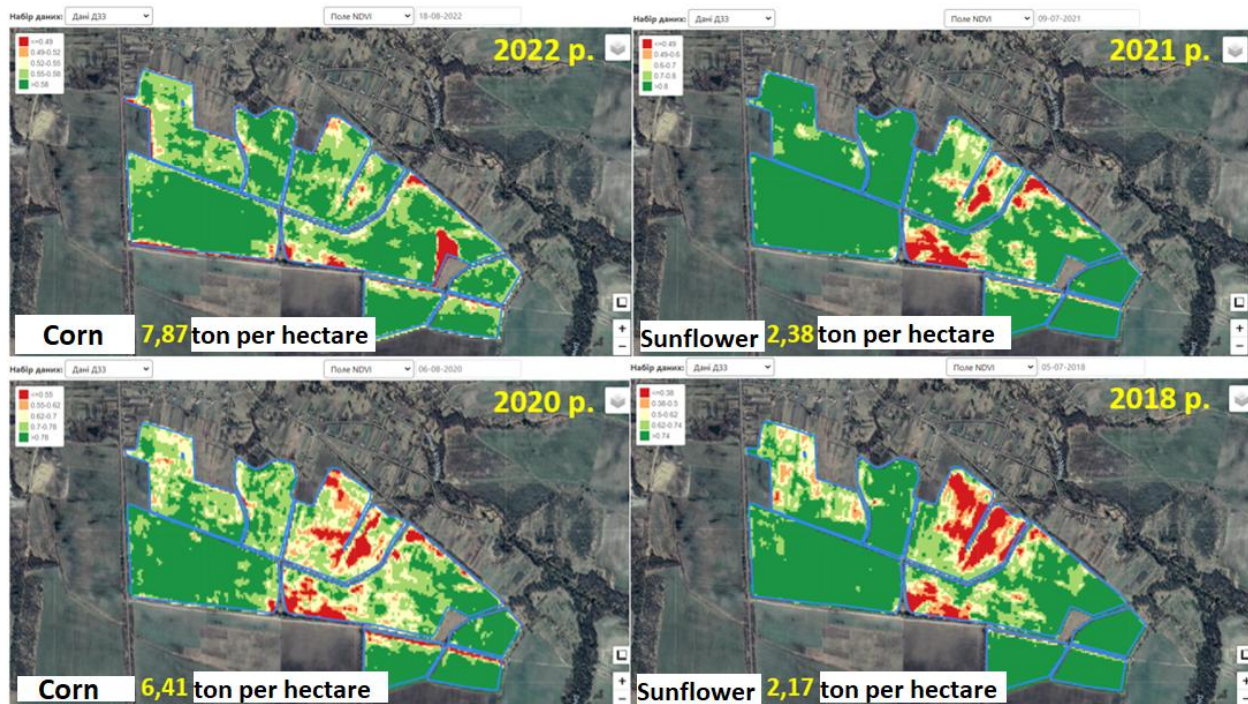 Набір даних: Дані ДЗЗ Поле NDVI 18-08-2022
<=0.49
0.49-0.52
0.52-0.55
0.55-0.58
>0.58
2022 р.
Corn 7,87 ton per hectare
+
−
Набір даних: Дані ДЗЗ Поле NDVI 09-07-2021
<=0.49
0.49-0.6
0.6-0.7
0.7-0.8
>0.8
2021 р.
Sunflower 2,38 ton per hectare
+
−
Набір даних: Дані ДЗЗ Поле NDVI 06-08-2020
<=0.55
0.55-0.62
0.62-0.7
0.7-0.78
>0.78
2020 р.
Corn 6,41 ton per hectare
+
−
Набір даних: Дані ДЗЗ Поле NDVI 05-07-2018
<=0.38
0.38-0.5
0.5-0.62
0.62-0.74
>0.74
2018 р.
Sunflower 2,17 ton per hectare
+
−